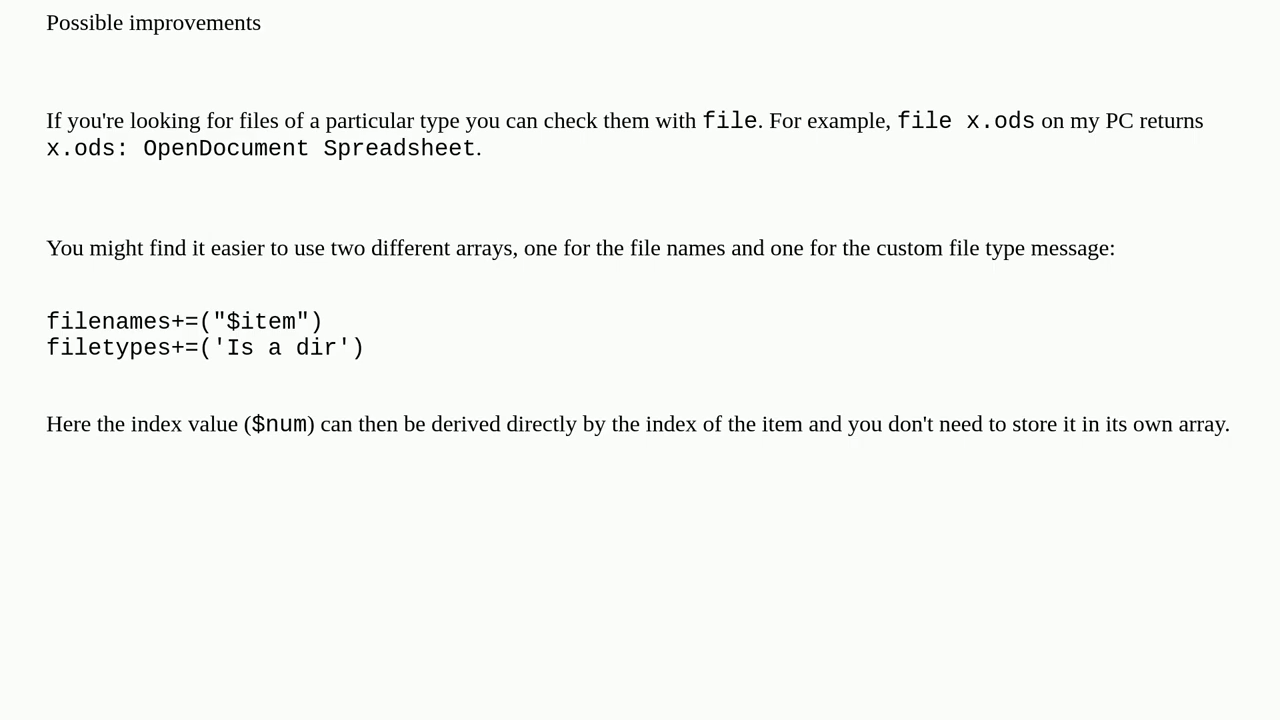 Possible improvements
If you're looking for files of a particular type you can check them with file. For example, file x.ods on my PC returns
x.ods: OpenDocument Spreadsheet.
You might find it easier to use two different arrays, one for the file names and one for the custom file type message:
filenames+=("$item")
filetypes+=('Is a dir')
Here the index value ($num) can then be derived directly by the index of the item and you don't need to store it in its own array.